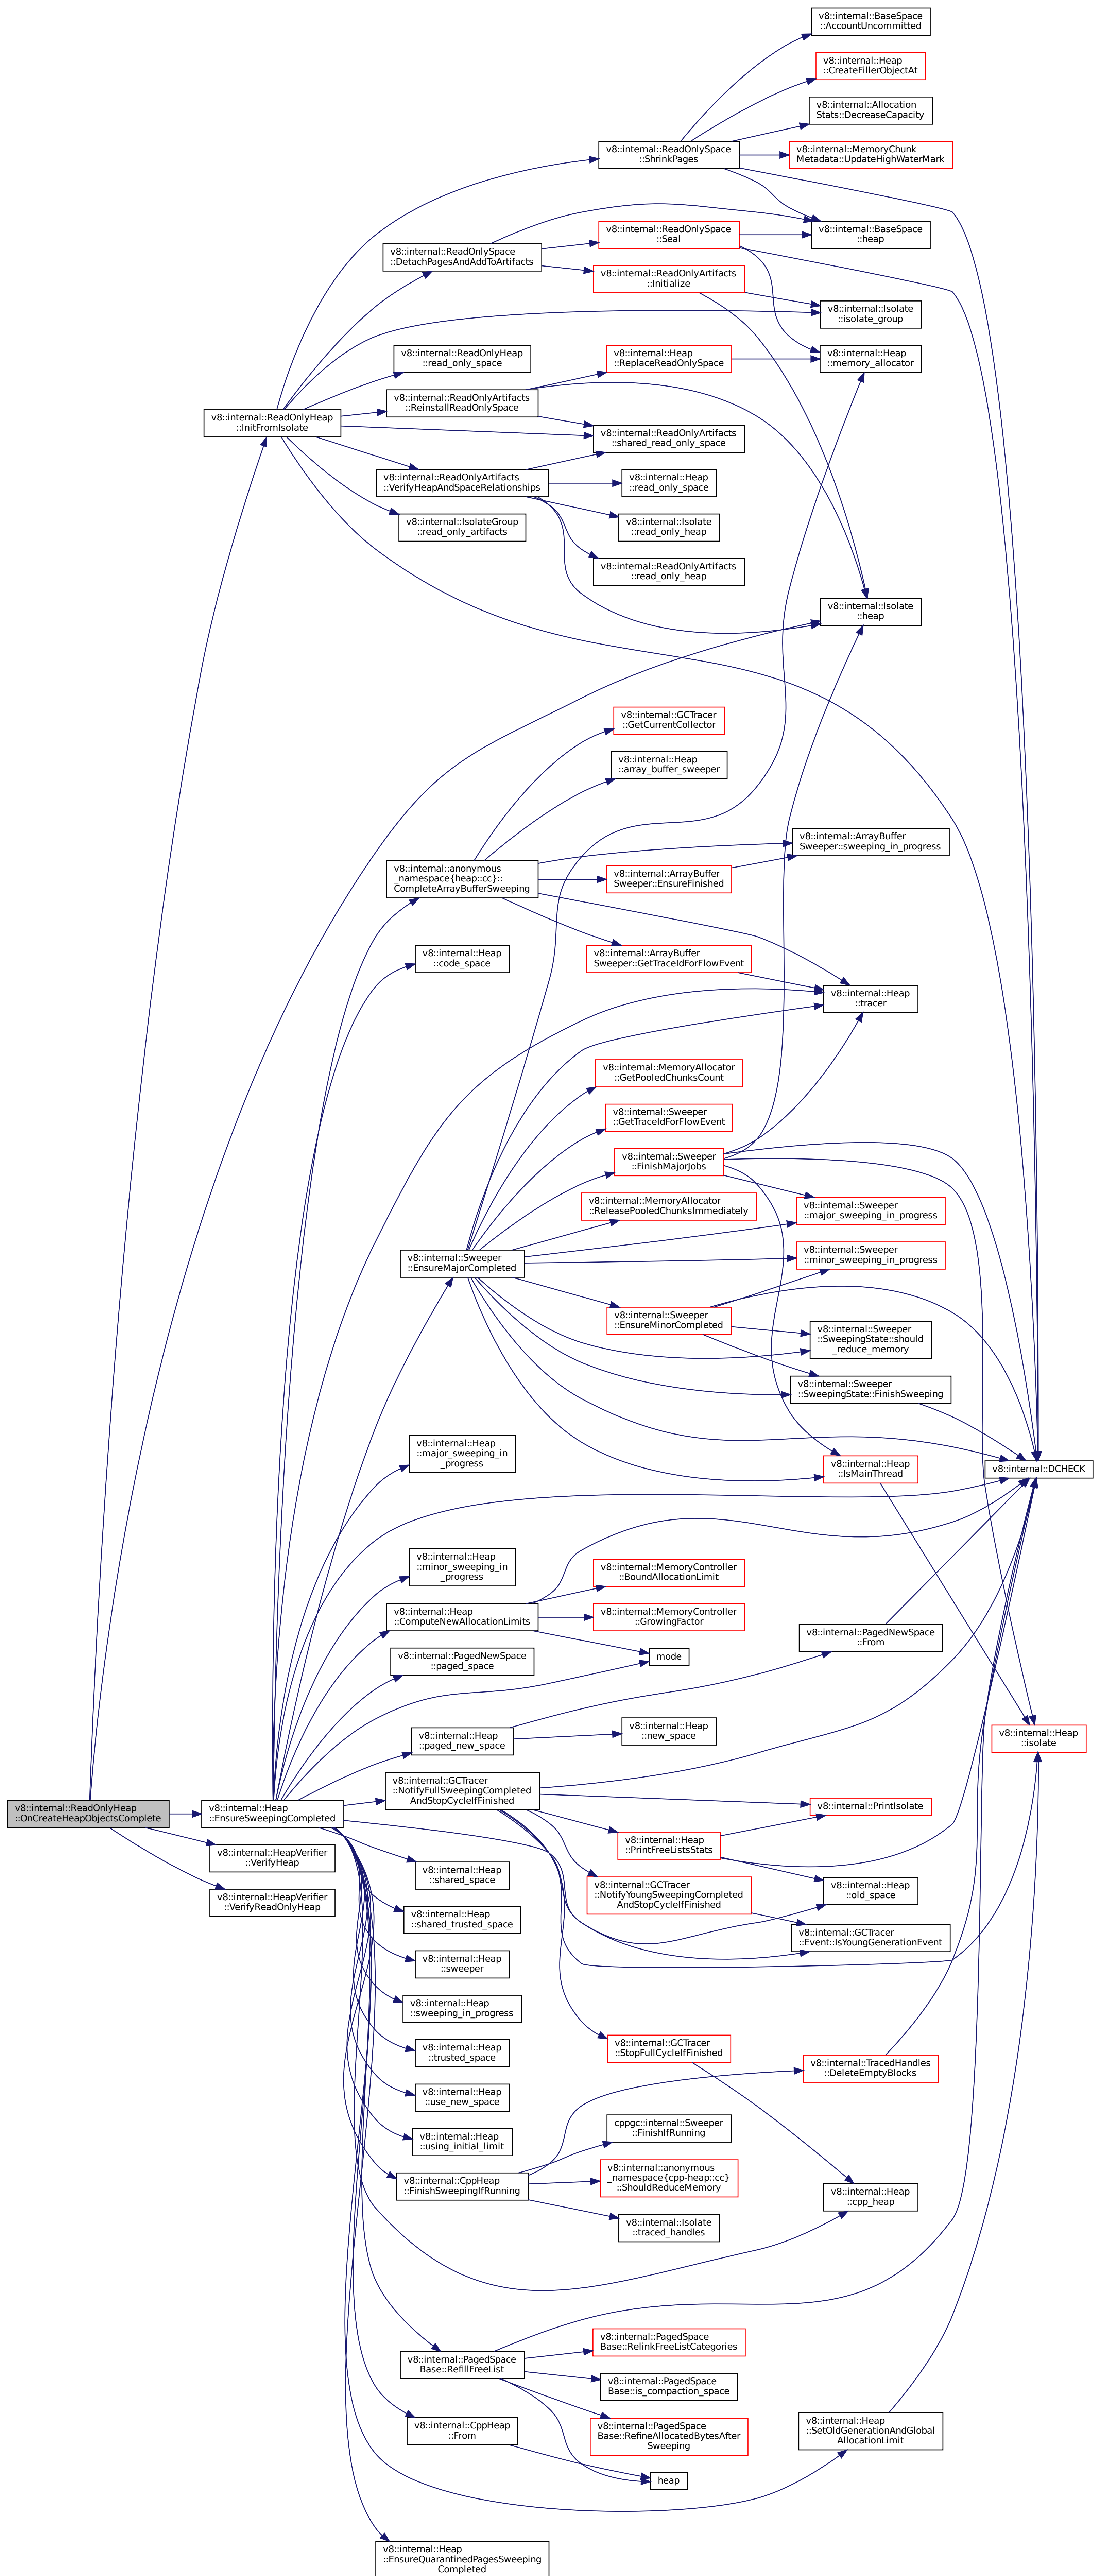 v8::internal::BaseSpace
::AccountUncommitted
v8::internal::Heap
::CreateFillerObjectAt
v8::internal::Allocation
Stats::DecreaseCapacity
v8::internal::ReadOnlySpace
::ShrinkPages
v8::internal::MemoryChunk
Metadata::UpdateHighWaterMark
v8::internal::ReadOnlySpace
::Seal
v8::internal::BaseSpace
::heap
v8::internal::ReadOnlySpace
::DetachPagesAndAddToArtifacts
v8::internal::ReadOnlyArtifacts
::Initialize
v8::internal::Isolate
::isolate_group
v8::internal::ReadOnlyHeap
::read_only_space
v8::internal::Heap
::ReplaceReadOnlySpace
v8::internal::Heap
::memory_allocator
v8::internal::ReadOnlyArtifacts
::ReinstallReadOnlySpace
v8::internal::ReadOnlyHeap
::InitFromIsolate
v8::internal::ReadOnlyArtifacts
::shared_read_only_space
v8::internal::ReadOnlyArtifacts
::VerifyHeapAndSpaceRelationships
v8::internal::Heap
::read_only_space
v8::internal::IsolateGroup
::read_only_artifacts
v8::internal::Isolate
::read_only_heap
v8::internal::ReadOnlyArtifacts
::read_only_heap
v8::internal::Isolate
::heap
v8::internal::GCTracer
::GetCurrentCollector
v8::internal::Heap
::array_buffer_sweeper
v8::internal::ArrayBuffer
Sweeper::sweeping_in_progress
v8::internal::anonymous
_namespace{heap::cc}::
CompleteArrayBufferSweeping
v8::internal::ArrayBuffer
Sweeper::EnsureFinished
v8::internal::Heap
::code_space
v8::internal::ArrayBuffer
Sweeper::GetTraceIdForFlowEvent
v8::internal::Heap
::tracer
v8::internal::MemoryAllocator
::GetPooledChunksCount
v8::internal::Sweeper
::GetTraceIdForFlowEvent
v8::internal::Sweeper
::FinishMajorJobs
v8::internal::MemoryAllocator
::ReleasePooledChunksImmediately
v8::internal::Sweeper
::major_sweeping_in_progress
v8::internal::Sweeper
::EnsureMajorCompleted
v8::internal::Sweeper
::minor_sweeping_in_progress
v8::internal::Sweeper
::EnsureMinorCompleted
v8::internal::Sweeper
::SweepingState::should
_reduce_memory
v8::internal::Sweeper
::SweepingState::FinishSweeping
v8::internal::Heap
::major_sweeping_in
_progress
v8::internal::Heap
::IsMainThread
v8::internal::DCHECK
v8::internal::Heap
::minor_sweeping_in
_progress
v8::internal::MemoryController
::BoundAllocationLimit
v8::internal::Heap
::ComputeNewAllocationLimits
v8::internal::MemoryController
::GrowingFactor
v8::internal::PagedNewSpace
::From
v8::internal::PagedNewSpace
::paged_space
mode
v8::internal::Heap
::paged_new_space
v8::internal::Heap
::new_space
v8::internal::Heap
::isolate
v8::internal::GCTracer
::NotifyFullSweepingCompleted
AndStopCycleIfFinished
v8::internal::PrintIsolate
v8::internal::ReadOnlyHeap
::OnCreateHeapObjectsComplete
v8::internal::Heap
::EnsureSweepingCompleted
v8::internal::Heap
::PrintFreeListsStats
v8::internal::HeapVerifier
::VerifyHeap
v8::internal::Heap
::shared_space
v8::internal::GCTracer
::NotifyYoungSweepingCompleted
AndStopCycleIfFinished
v8::internal::Heap
::old_space
v8::internal::HeapVerifier
::VerifyReadOnlyHeap
v8::internal::Heap
::shared_trusted_space
v8::internal::GCTracer
::Event::IsYoungGenerationEvent
v8::internal::Heap
::sweeper
v8::internal::Heap
::sweeping_in_progress
v8::internal::Heap
::trusted_space
v8::internal::GCTracer
::StopFullCycleIfFinished
v8::internal::TracedHandles
::DeleteEmptyBlocks
v8::internal::Heap
::use_new_space
v8::internal::Heap
::using_initial_limit
cppgc::internal::Sweeper
::FinishIfRunning
v8::internal::CppHeap
::FinishSweepingIfRunning
v8::internal::anonymous
_namespace{cpp-heap::cc}
::ShouldReduceMemory
v8::internal::Heap
::cpp_heap
v8::internal::Isolate
::traced_handles
v8::internal::PagedSpace
Base::RefillFreeList
v8::internal::PagedSpace
Base::RelinkFreeListCategories
v8::internal::PagedSpace
Base::is_compaction_space
v8::internal::CppHeap
::From
v8::internal::PagedSpace
Base::RefineAllocatedBytesAfter
Sweeping
v8::internal::Heap
::SetOldGenerationAndGlobal
AllocationLimit
heap
v8::internal::Heap
::EnsureQuarantinedPagesSweeping
Completed